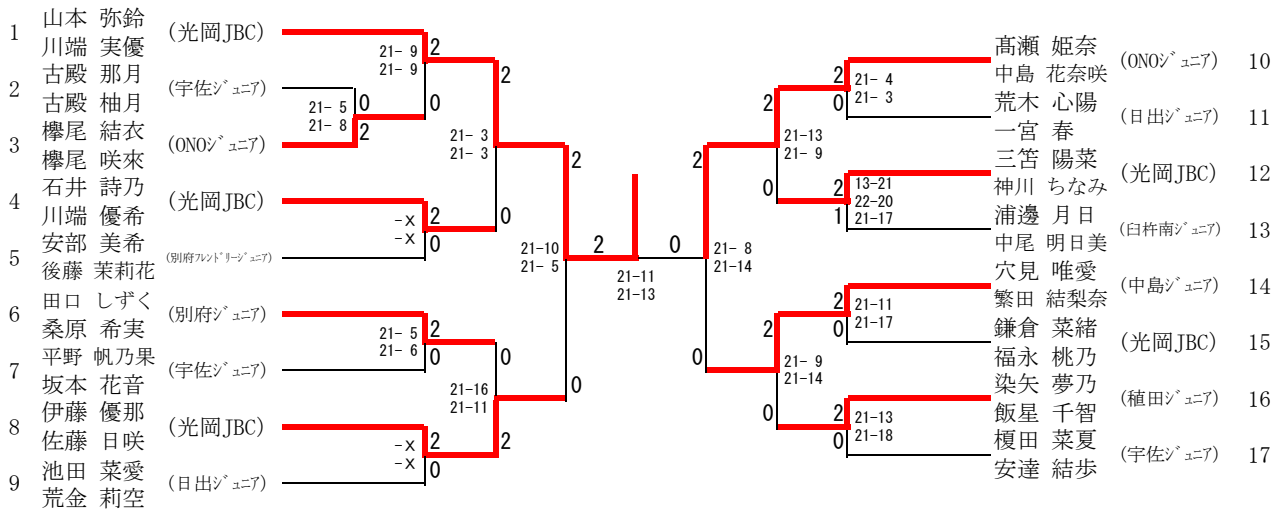 1 山本 弥鈴 川端 実優 (光岡JBC)
2 古殿 那月 古殿 柚月 (宇佐ジュニア)
3 欅尾 結衣 欅尾 咲來 (ONOジュニア)
4 石井 詩乃 川端 優希 (光岡JBC)
5 安部 美希 後藤 茉莉花 (別府フレンドリージュニア)
6 田口 しずく 桑原 希実 (別府ジュニア)
7 平野 帆乃果 坂本 花音 (宇佐ジュニア)
8 伊藤 優那 佐藤 日咲 (光岡JBC)
9 池田 菜愛 荒金 莉空 (日出ジュニア)
21- 9 2
21- 9 0
21- 5 0
21- 8 2
21- 3 2
21- 3 0
-X 2
-X 0
21-10 2
21- 5 0
21- 5 2
21- 6 0
21-16 0
21-11 2
-X 2
-X 0
2 0
21-11
21-13
髙瀬 姫奈 中島 花奈咲 (ONOジュニア) 10
荒木 心陽 一宮 春 (日出ジュニア) 11
三笘 陽菜 神川 ちなみ (光岡JBC) 12
浦邊 月日 中尾 明日美 (臼杵南ジュニア) 13
穴見 唯愛 繁田 結梨奈 (中島ジュニア) 14
鎌倉 菜緒 福永 桃乃 (光岡JBC) 15
染矢 夢乃 飯星 千智 (稙田ジュニア) 16
榎田 菜夏 安達 結歩 (宇佐ジュニア) 17
2 21- 4
0 21- 3
2 21-13
0 21- 9
2 13-21
22-20
1 21-17
2 21- 8
0 21-14
2 21-11
0 21-17
2 21- 9
0 21-14
2 21-13
0 21-18